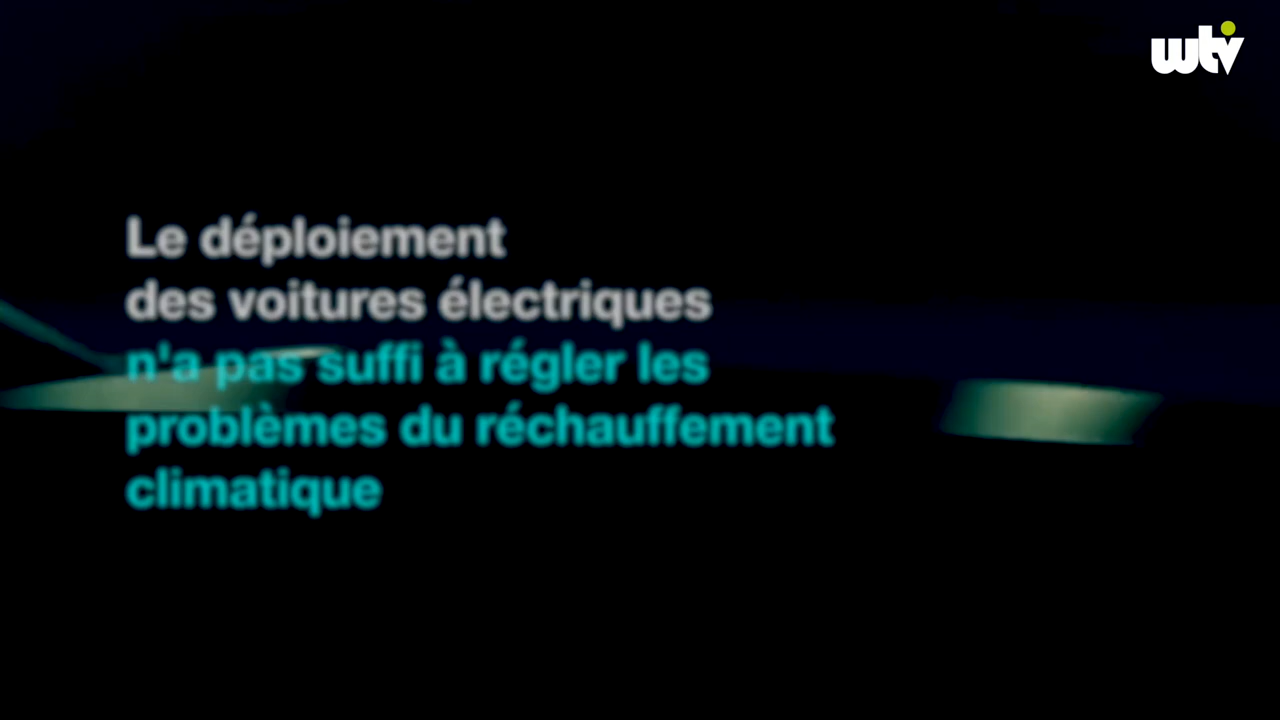 wtv
Le déploiement
des voitures électriques
n'a pas suffi à régler les
problèmes du réchauffement
climatique